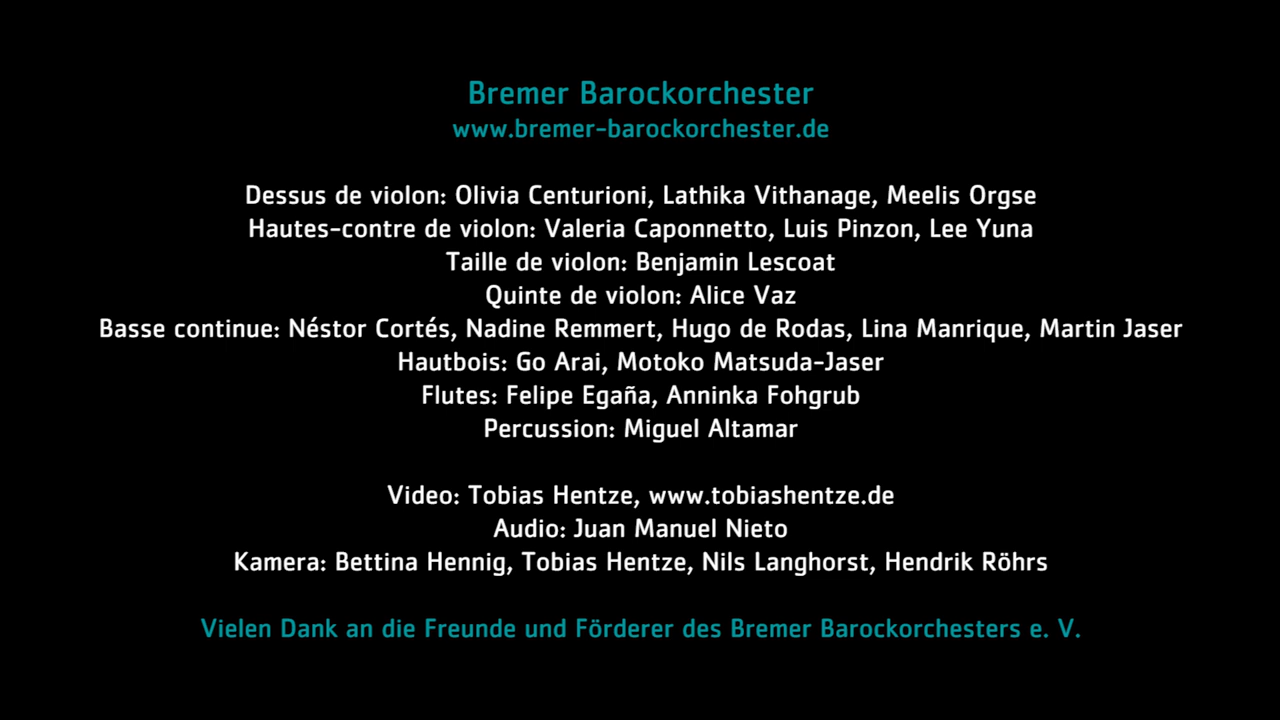 Bremer Barockorchester
www.bremer-barockorchester.de
Dessus de violon: Olivia Centurioni, Lathika Vithanage, Meelis Orgse
Hautes-contre de violon: Valeria Caponnetto, Luis Pinzon, Lee Yuna
Taille de violon: Benjamin Lescoat
Quinte de violon: Alice Vaz
Basse continue: Néstor Cortés, Nadine Remmert, Hugo de Rodas, Lina Manrique, Martin Jaser
Hautbois: Go Arai, Motoko Matsuda-Jaser
Flutes: Felipe Egaña, Anninka Fohgrub
Percussion: Miguel Altamar
Video: Tobias Hentze, www.tobiashentze.de
Audio: Juan Manuel Nieto
Kamera: Bettina Hennig, Tobias Hentze, Nils Langhorst, Hendrik Röhrs
Vielen Dank an die Freunde und Förderer des Bremer Barockorchesters e. V.